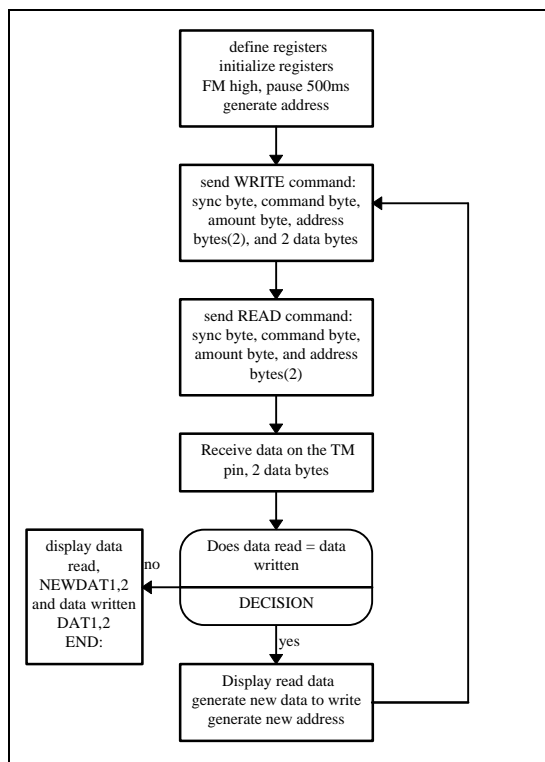 define registers
initialize registers
FM high, pause 500ms
generate address
send WRITE command:
sync byte, command byte,
amount byte, address
bytes(2), and 2 data bytes
send READ command:
sync byte, command byte,
amount byte, and address
bytes(2)
Receive data on the TM
pin, 2 data bytes
Does data read = data
written
DECISION
no
display data
read,
NEWDAT1,2
and data written
DAT1,2
END:
yes
Display read data
generate new data to write
generate new address